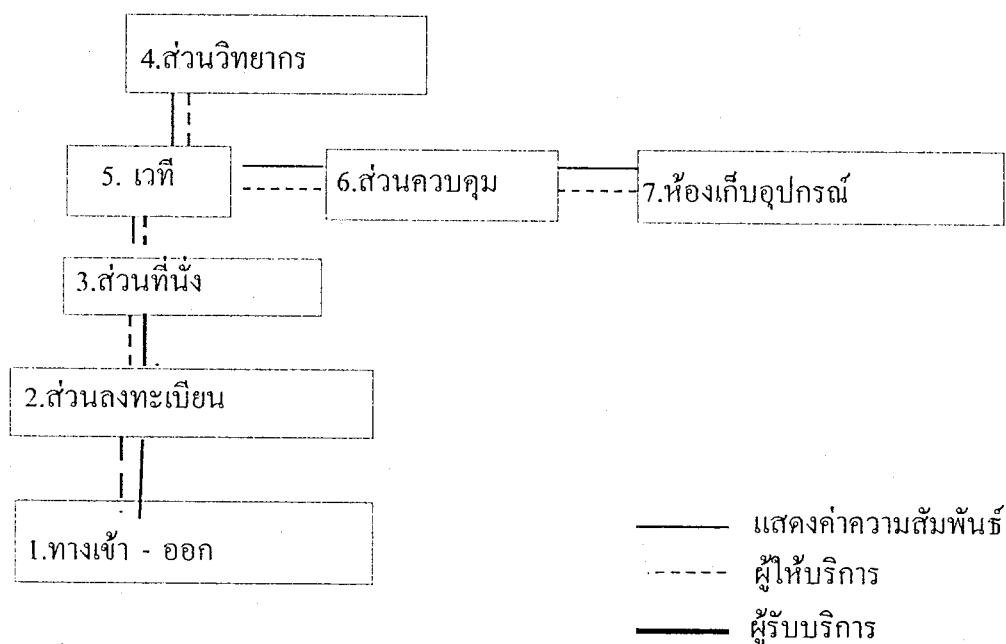 4.ส่วนวิทยากร
5. เวที
6.ส่วนควบคุม
7.ห้องเก็บอุปกรณ์
3.ส่วนที่นั่ง
2.ส่วนลงทะเบียน
1.ทางเข้า - ออก
แสดงค่าความสัมพันธ์
ผู้ให้บริการ
ผู้รับบริการ